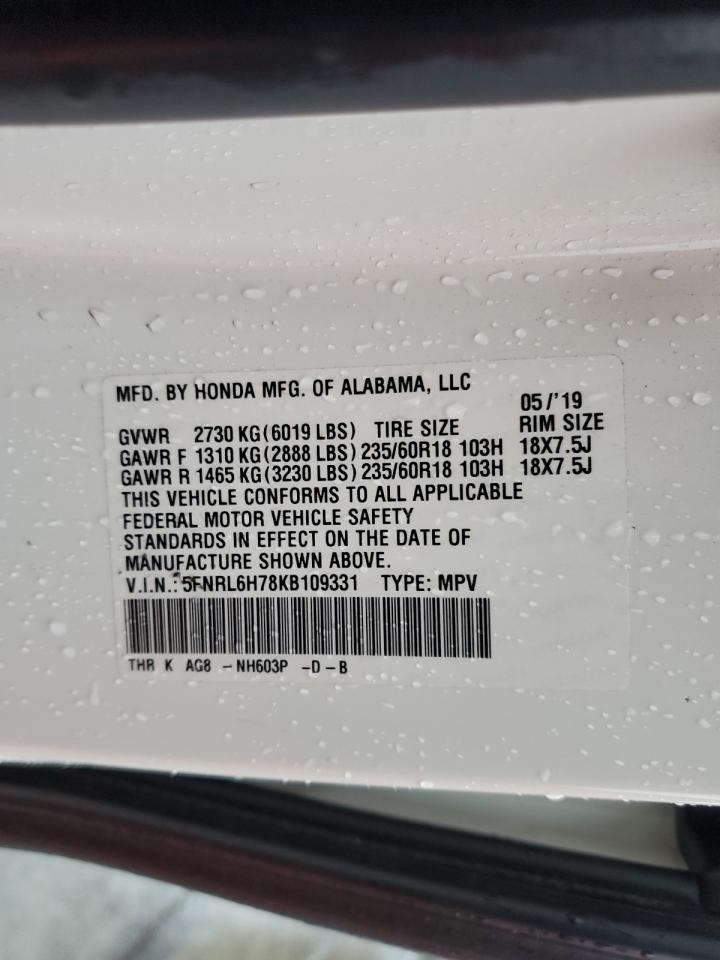 MFD. BY HONDA MFG. OF ALABAMA, LLC
05/'19
GVWR 2730 KG(6019 LBS) TIRE SIZE RIM SIZE
GAWR F 1310 KG(2888 LBS) 235/60R18 103H 18X7.5J
GAWR R 1465 KG(3230 LBS) 235/60R18 103H 18X7.5J
THIS VEHICLE CONFORMS TO ALL APPLICABLE
FEDERAL MOTOR VEHICLE SAFETY
STANDARDS IN EFFECT ON THE DATE OF
MANUFACTURE SHOWN ABOVE.
V.I.N.: 5FNRL6H78KB109331 TYPE: MPV
THR K AG8 -NH603P -D-B